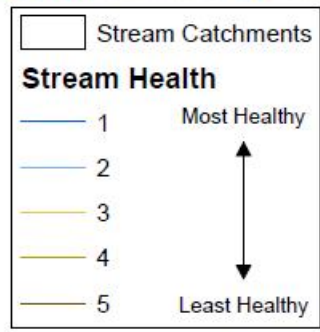 Stream Catchments
Stream Health
1 Most Healthy
2
3
4
5 Least Healthy